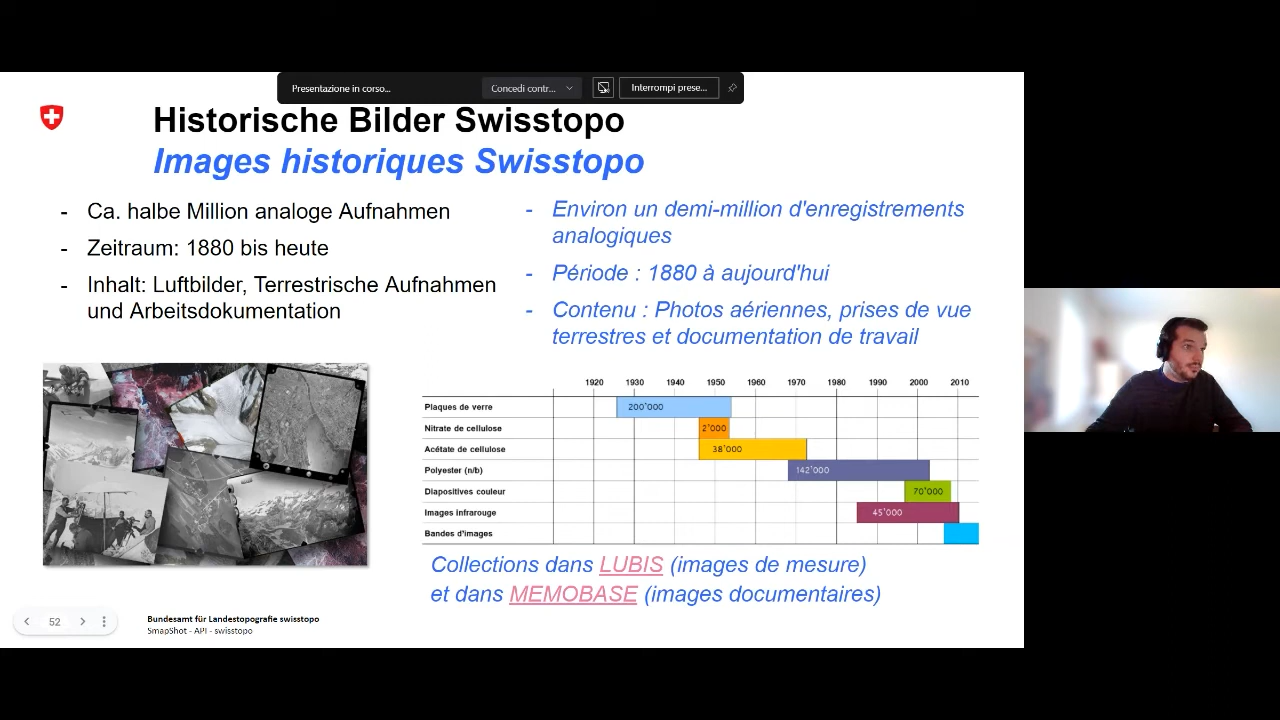 Presentazione in corso...
Concedi contr...
Interrompi prese...
Historische Bilder Swisstopo
Images historiques Swisstopo
- Ca. halbe Million analoge Aufnahmen
- Zeitraum: 1880 bis heute
- Inhalt: Luftbilder, Terrestrische Aufnahmen
und Arbeitsdokumentation
- Environ un demi-million d'enregistrements
analogiques
- Période : 1880 à aujourd'hui
- Contenu : Photos aériennes, prises de vue
terrestres et documentation de travail
1920 1930 1940 1950 1960 1970 1980 1990 2000 2010
Plaques de verre 200'000
Nitrate de cellulose 2'000
Acétate de cellulose 38'000
Polyester (n/b) 142'000
Diapositives couleur 70'000
Images infrarouge 45'000
Bandes d'images
Collections dans LUBIS (images de mesure)
et dans MEMOBASE (images documentaires)
52
Bundesamt für Landestopografie swisstopo
SmapShot - API - swisstopo